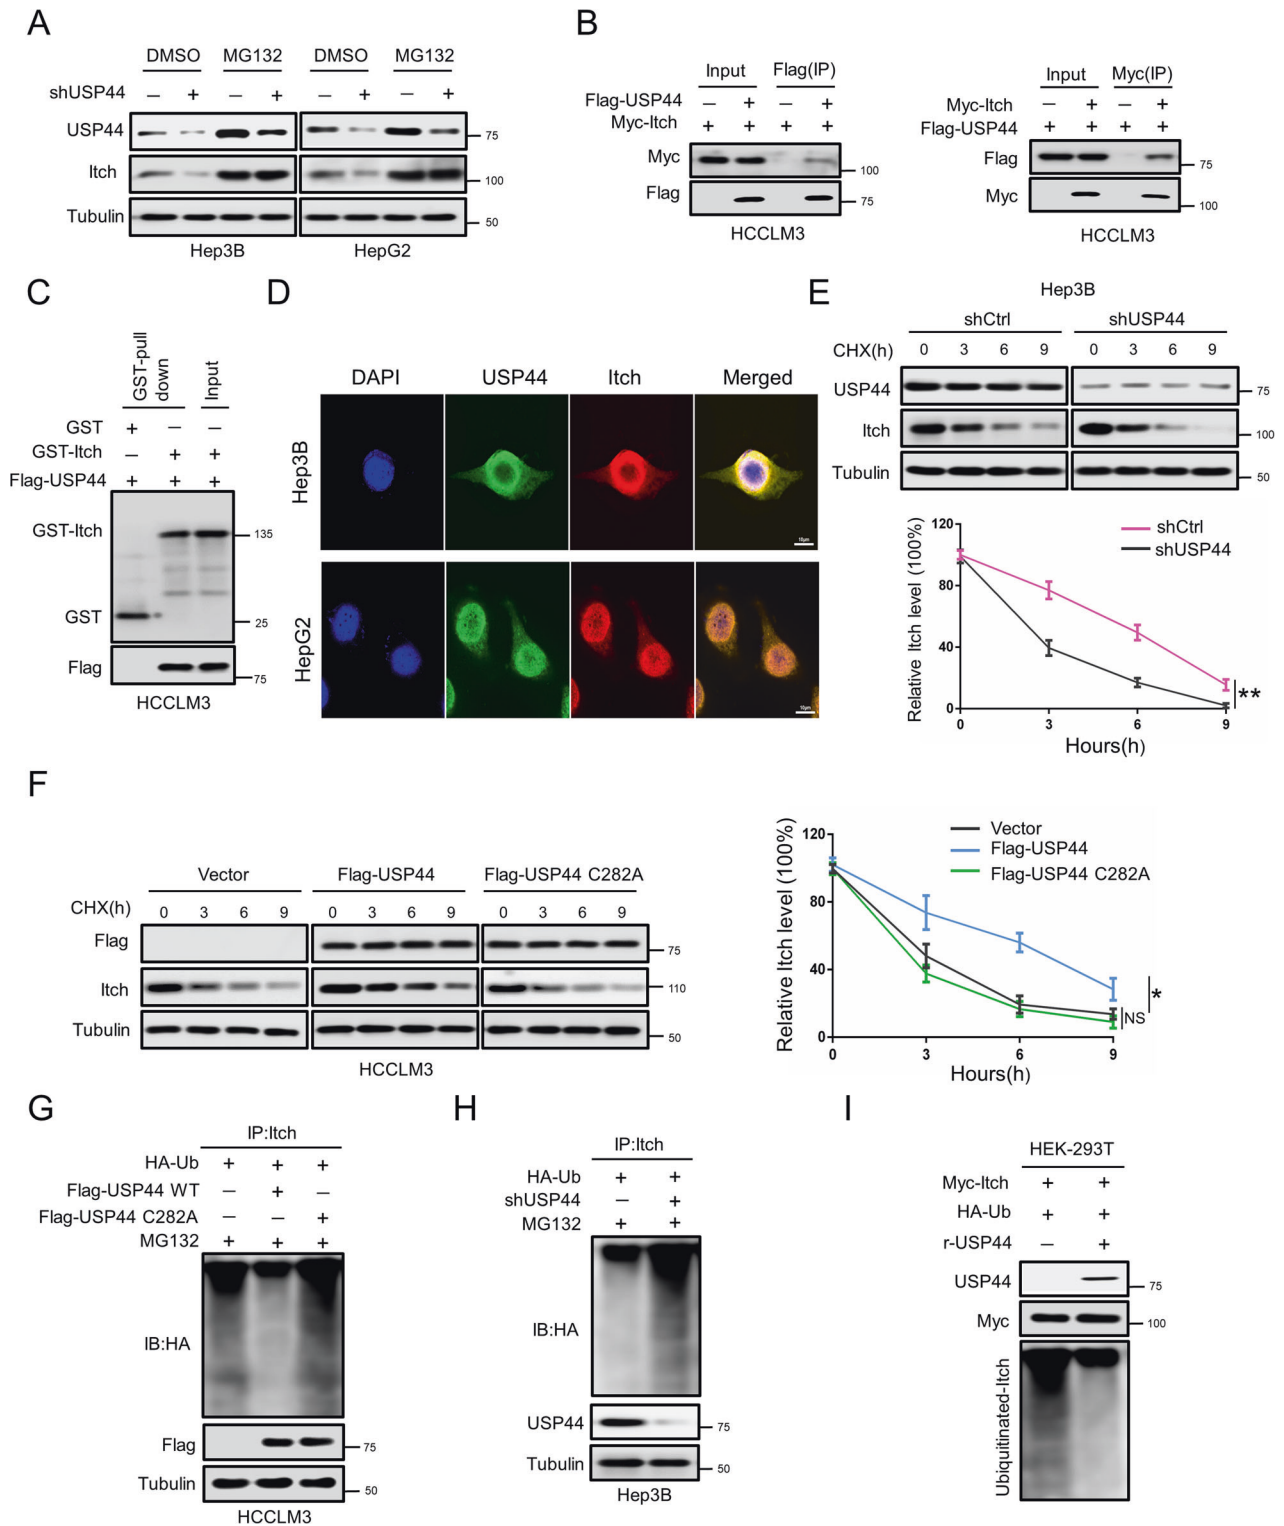 A
DMSO MG132 DMSO MG132
shUSP44 – + – + – + – +
USP44 75
Itch 100
Tubulin 50
Hep3B HepG2
B
Input Flag(IP)
Flag-USP44 – + – +
Myc-Itch + + + +
Myc 100
Flag 75
HCCLM3
Input Myc(IP)
Myc-Itch – + – +
Flag-USP44 + + + +
Flag 75
Myc 100
HCCLM3
C
GST-pull down Input
GST + – –
GST-Itch – + +
Flag-USP44 + + +
GST-Itch 135
GST 25
Flag 75
HCCLM3
D
DAPI USP44 Itch Merged
Hep3B
10μm
HepG2
10μm
E
Hep3B
shCtrl shUSP44
CHX(h) 0 3 6 9 0 3 6 9
USP44 75
Itch 100
Tubulin 50
Relative Itch level (100%)
120
80
40
0
shCtrl
shUSP44
**
0 3 6 9
Hours(h)
F
Vector Flag-USP44 Flag-USP44 C282A
CHX(h) 0 3 6 9 0 3 6 9 0 3 6 9
Flag 75
Itch 110
Tubulin 50
HCCLM3
Relative Itch level (100%)
120
80
40
0
Vector
Flag-USP44
Flag-USP44 C282A
*
NS
0 3 6 9
Hours(h)
G
IP:Itch
HA-Ub + + +
Flag-USP44 WT – + –
Flag-USP44 C282A – – +
MG132 + + +
IB:HA
Flag 75
Tubulin 50
HCCLM3
H
IP:Itch
HA-Ub + +
shUSP44 – +
MG132 + +
IB:HA
USP44 75
Tubulin 50
Hep3B
I
HEK-293T
Myc-Itch + +
HA-Ub + +
r-USP44 – +
USP44 75
Myc 100
Ubiquitinated-Itch